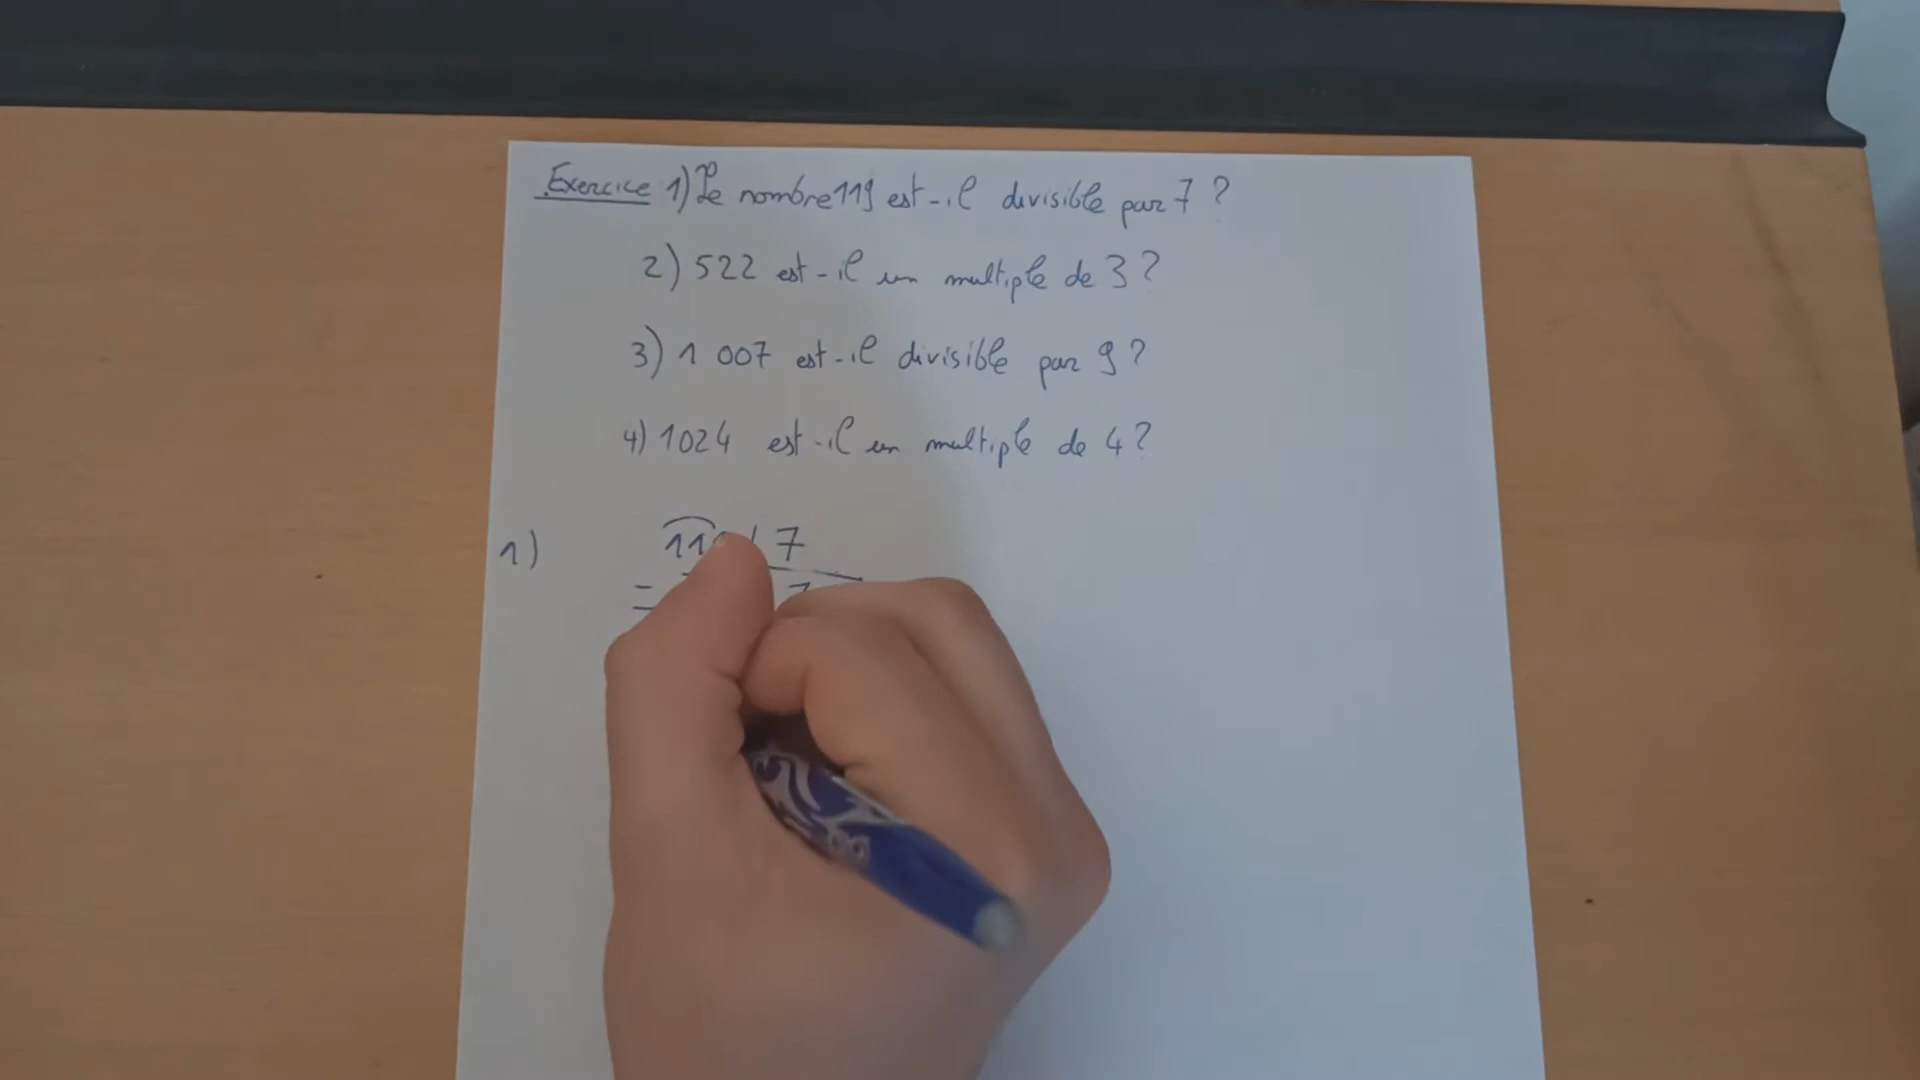 Exercice 1) Le nombre 119 est-il divisible par 7 ?
2) 522 est-il un multiple de 3 ?
3) 1 007 est-il divisible par 9 ?
4) 1024 est-il un multiple de 4 ?
1) 11 7
=